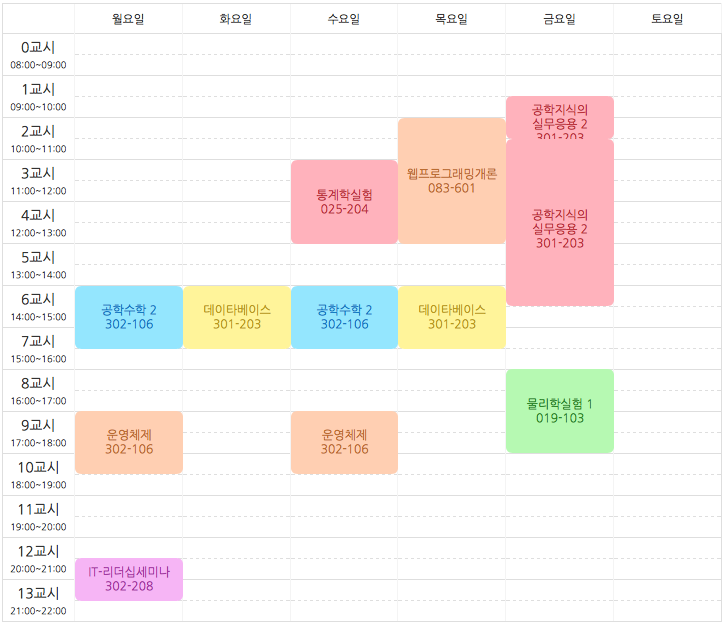 월요일 화요일 수요일 목요일 금요일 토요일
0교시
08:00~09:00
1교시
09:00~10:00
공학지식의
실무응용 2
301-203
2교시
10:00~11:00
웹프로그래밍개론
083-601
3교시
11:00~12:00
통계학실험
025-204
4교시
12:00~13:00
공학지식의
실무응용 2
301-203
5교시
13:00~14:00
6교시
14:00~15:00
공학수학 2
302-106
데이타베이스
301-203
공학수학 2
302-106
데이타베이스
301-203
7교시
15:00~16:00
8교시
16:00~17:00
물리학실험 1
019-103
9교시
17:00~18:00
운영체제
302-106
운영체제
302-106
10교시
18:00~19:00
11교시
19:00~20:00
12교시
20:00~21:00
IT-리더십세미나
302-208
13교시
21:00~22:00